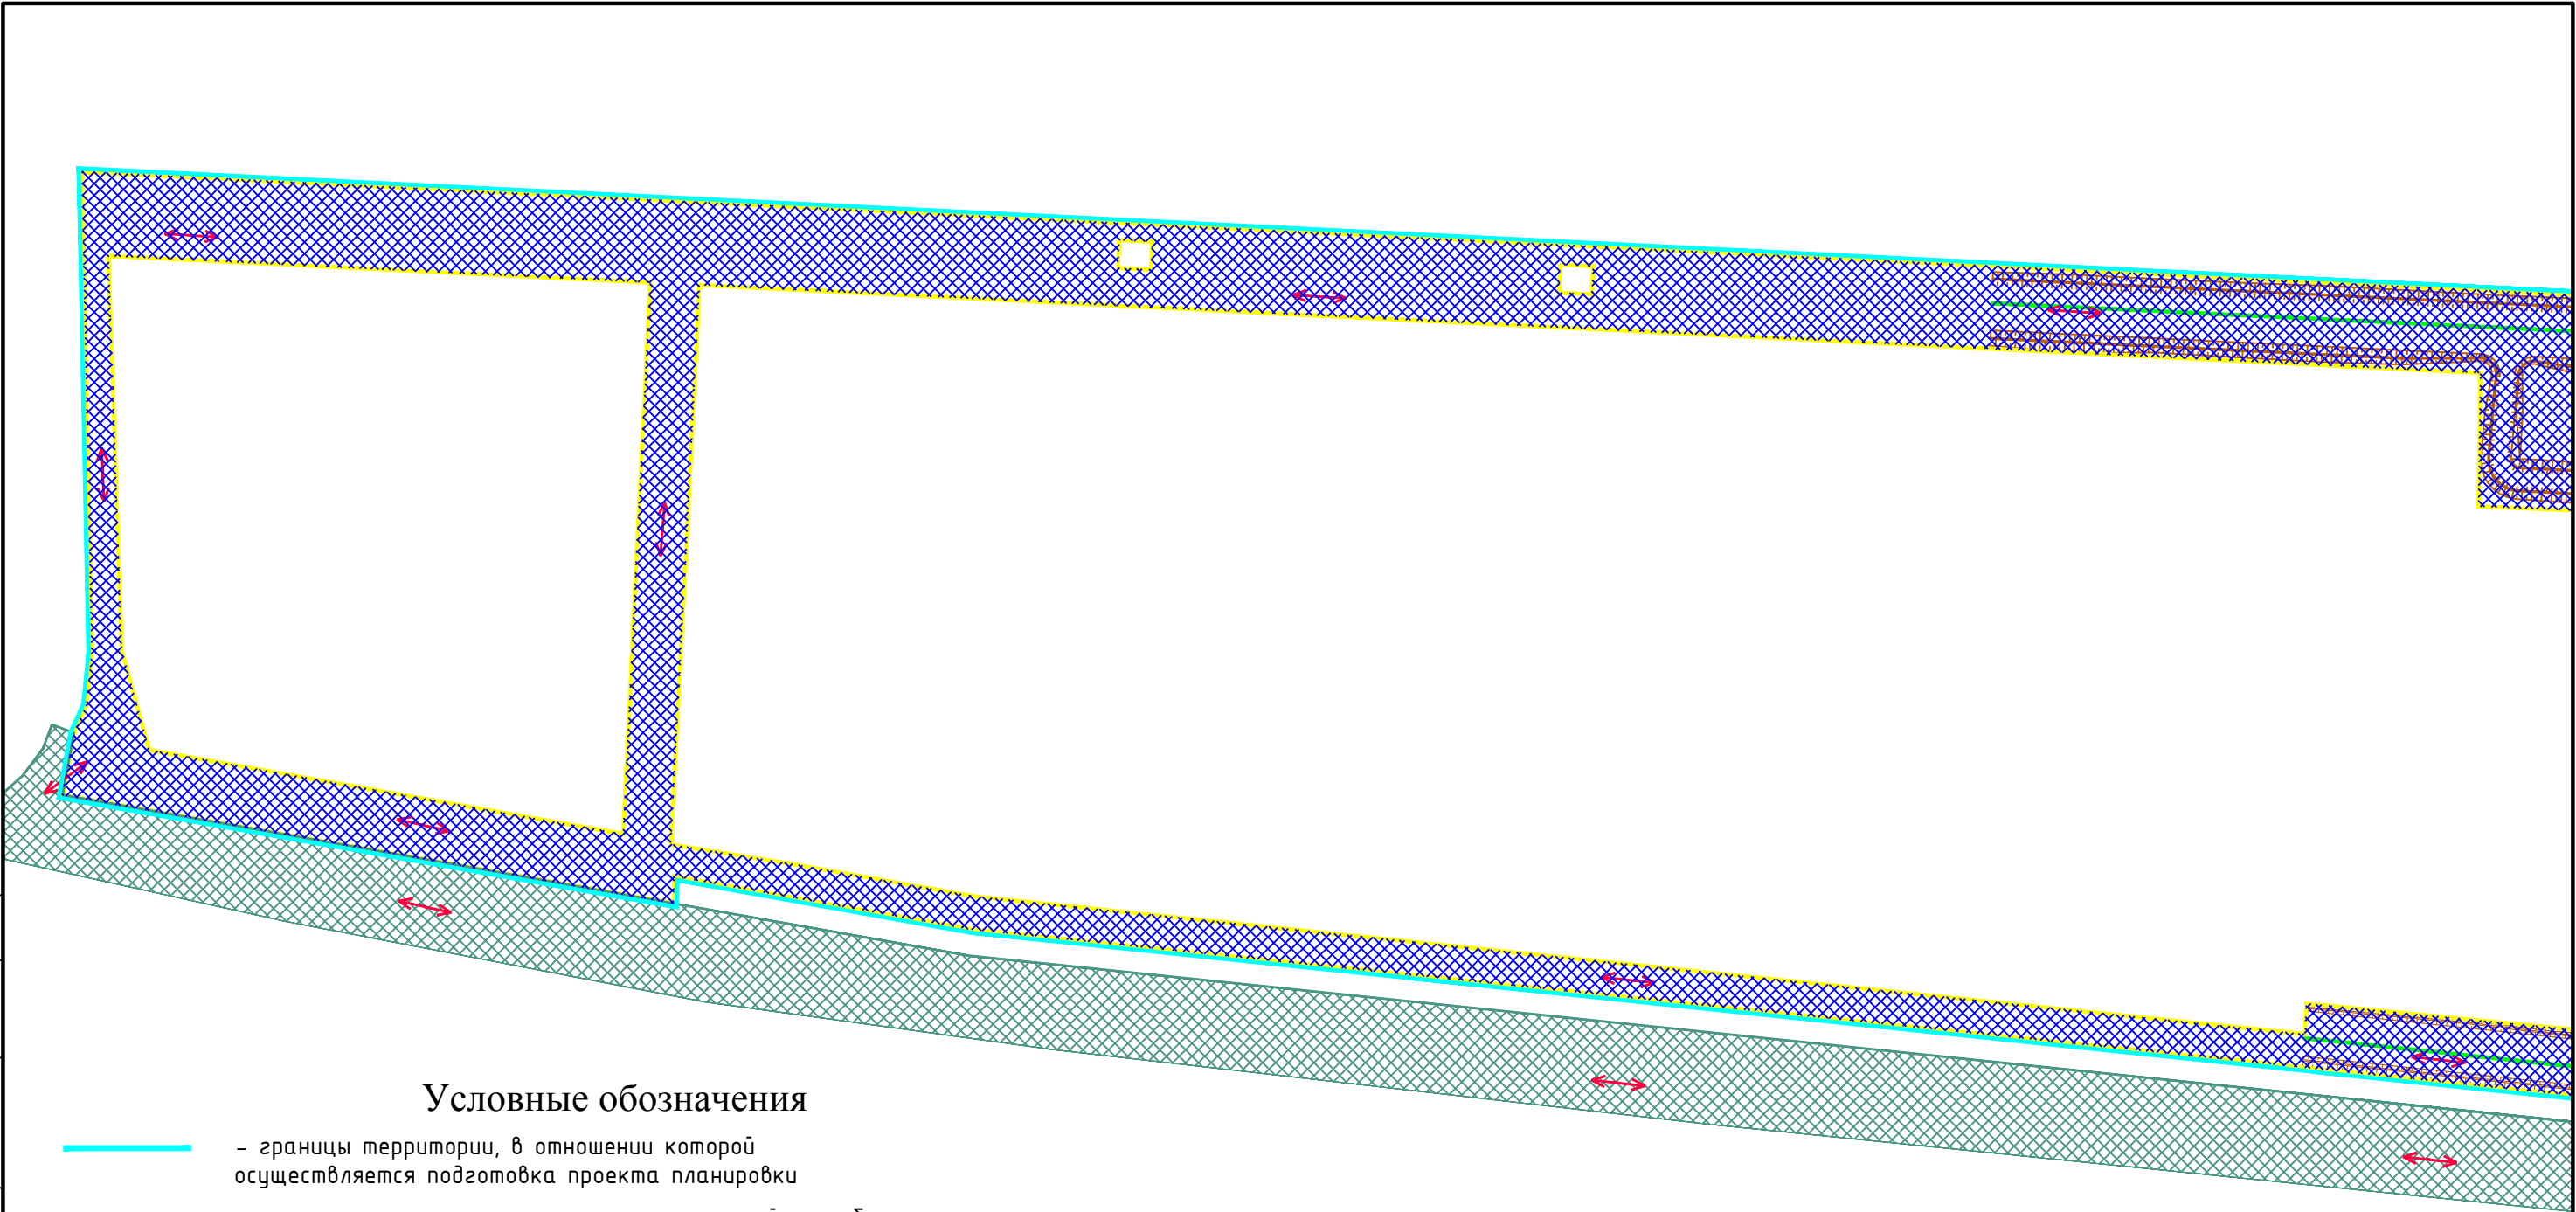 Условные обозначения
- границы территории, в отношении которой
осуществляется подготовка проекта планировки